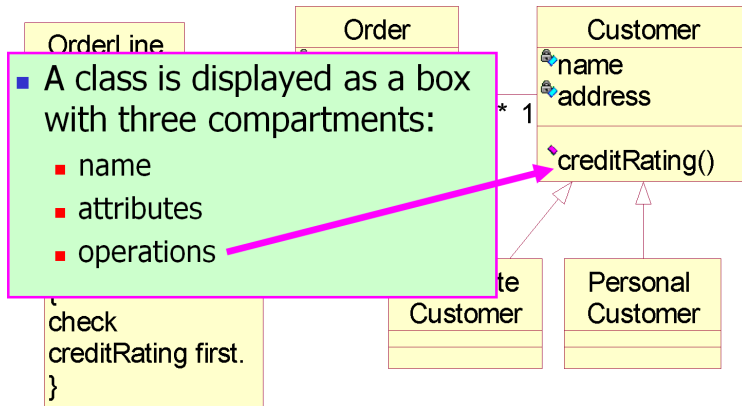 OrderLine
Order
Customer
name
address
creditRating()
* 1
A class is displayed as a box
with three compartments:
name
attributes
operations
Customer
Personal
Customer
{
check
creditRating first.
}